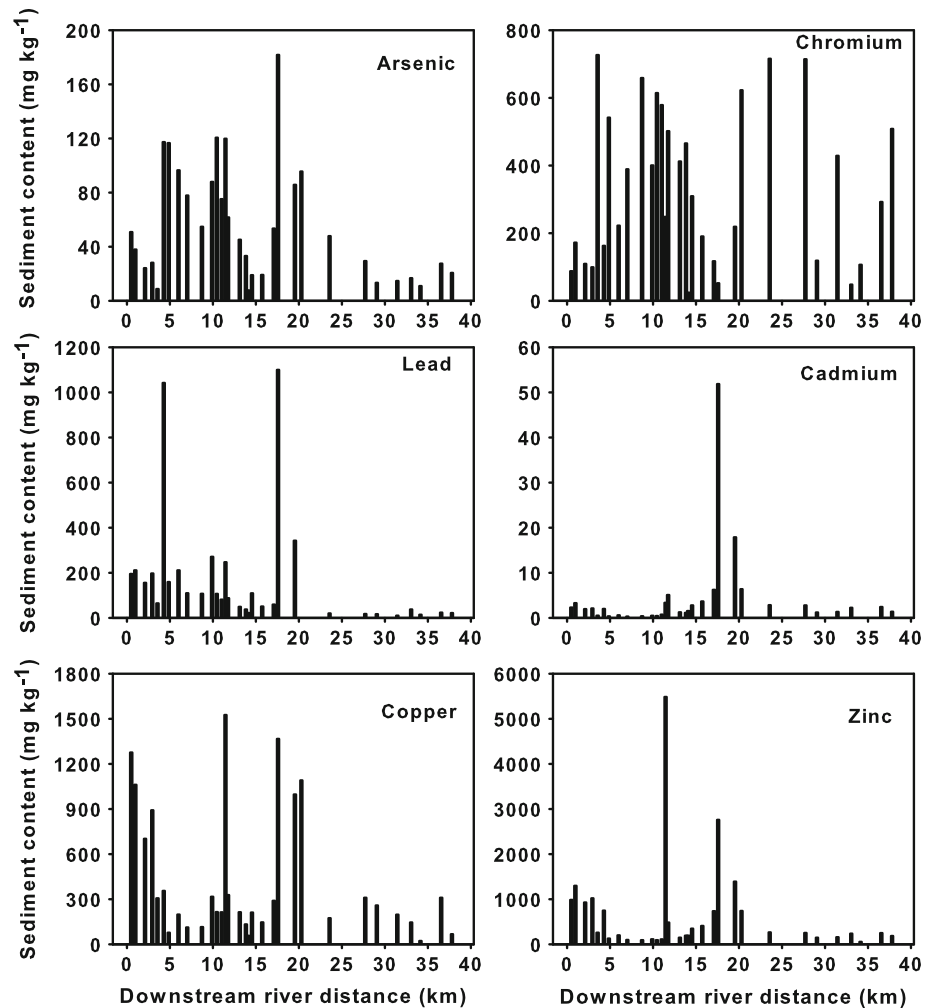 Sediment content (mg kg⁻¹)
200
160
120
80
40
0
Arsenic
0 5 10 15 20 25 30 35 40
800
600
400
200
0
Chromium
0 5 10 15 20 25 30 35 40
Sediment content (mg kg⁻¹)
1200
1000
800
600
400
200
0
Lead
0 5 10 15 20 25 30 35 40
60
50
40
30
20
10
0
Cadmium
0 5 10 15 20 25 30 35 40
Sediment content (mg kg⁻¹)
1800
1500
1200
900
600
300
0
Copper
0 5 10 15 20 25 30 35 40
Downstream river distance (km)
6000
5000
4000
3000
2000
1000
0
Zinc
0 5 10 15 20 25 30 35 40
Downstream river distance (km)